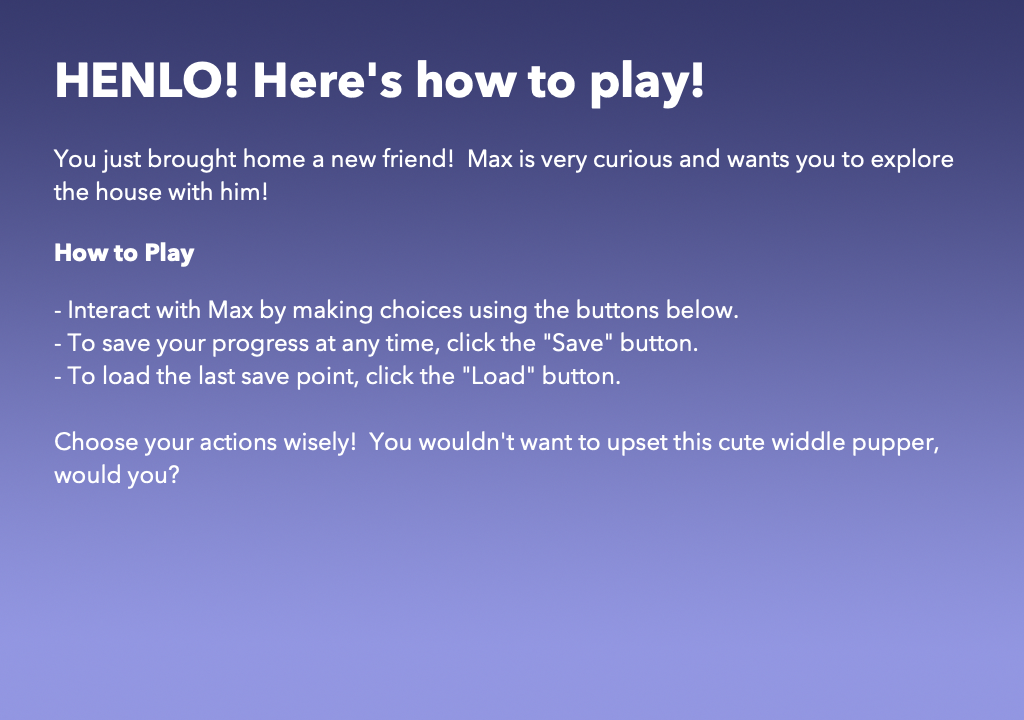 HENLO! Here's how to play!
You just brought home a new friend!  Max is very curious and wants you to explore
the house with him!
How to Play
- Interact with Max by making choices using the buttons below.
- To save your progress at any time, click the "Save" button.
- To load the last save point, click the "Load" button.
Choose your actions wisely!  You wouldn't want to upset this cute widdle pupper,
would you?